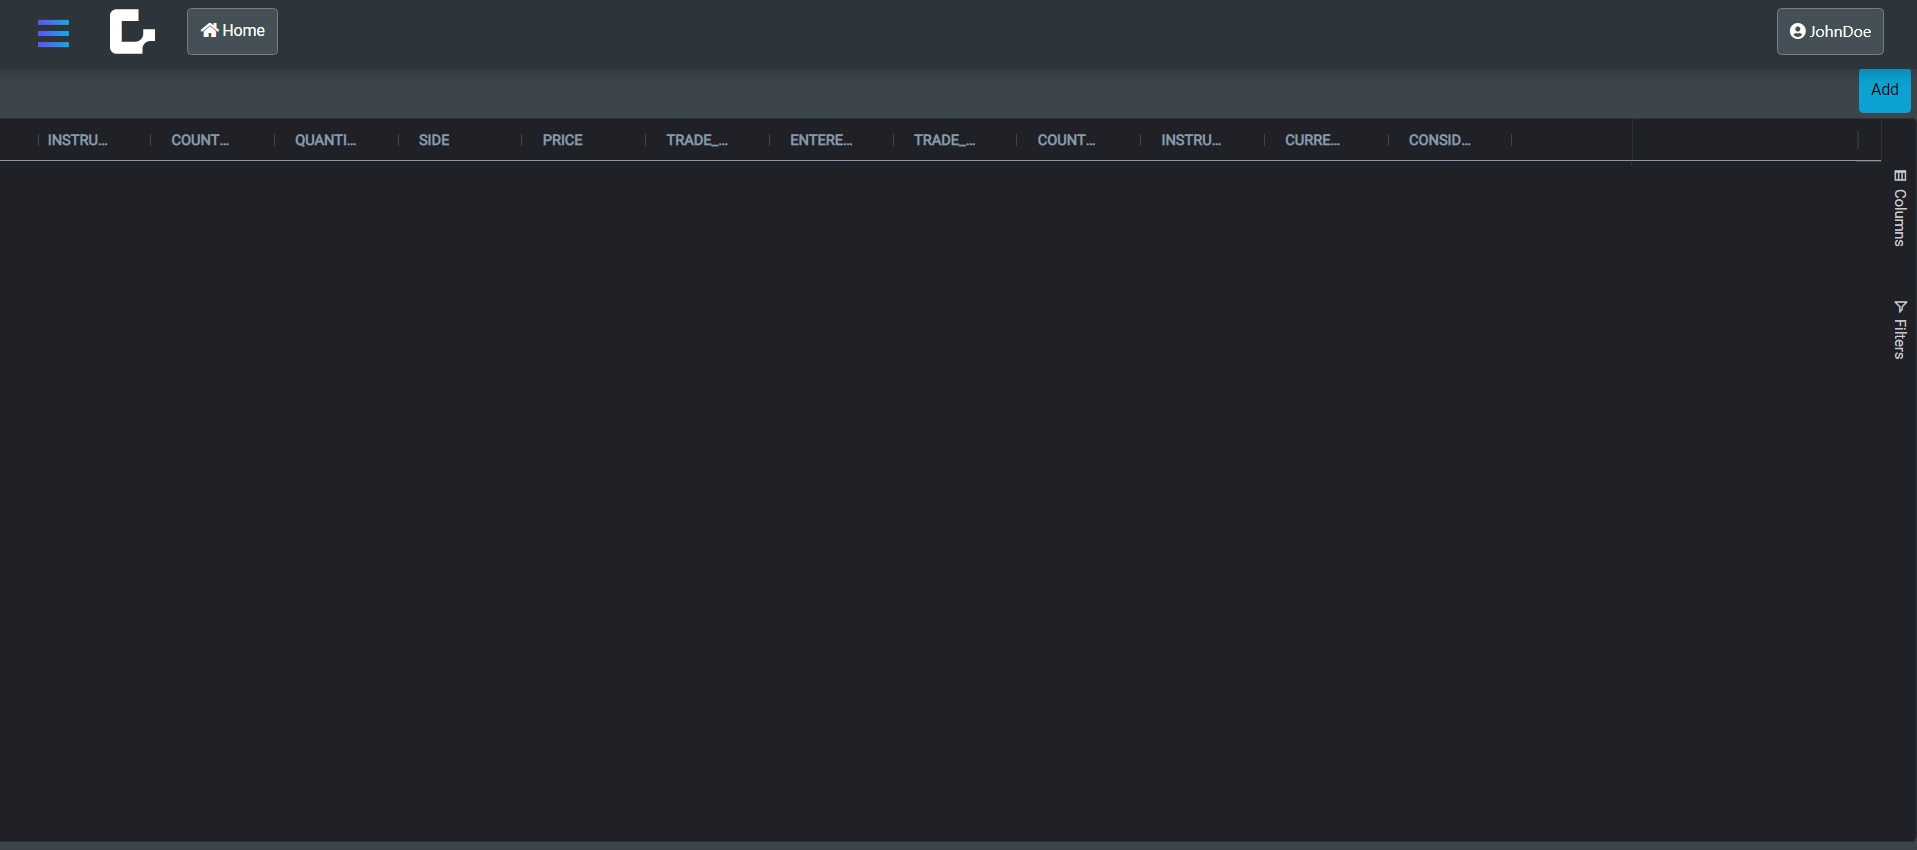 Home
JohnDoe
Add
INSTRU... COUNT... QUANTI... SIDE PRICE TRADE_... ENTERE... TRADE_... COUNT... INSTRU... CURRE... CONSID...
Columns
Filters